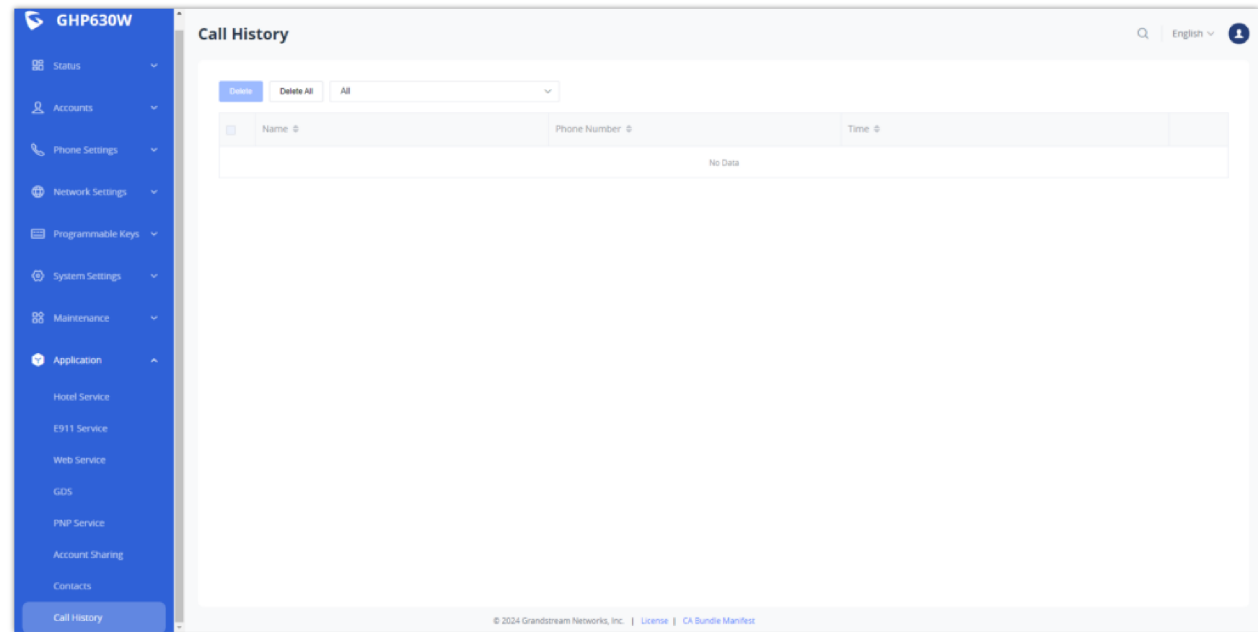 GHP630W
Status
Accounts
Phone Settings
Network Settings
Programmable Keys
System Settings
Maintenance
Application
Hotel Service
E911 Service
Web Service
GDS
PNP Service
Account Sharing
Contacts
Call History
Call History
English
Delete
Delete All
All
Name Phone Number Time
No Data
© 2024 Grandstream Networks, Inc. | License | CA Bundle Manifest